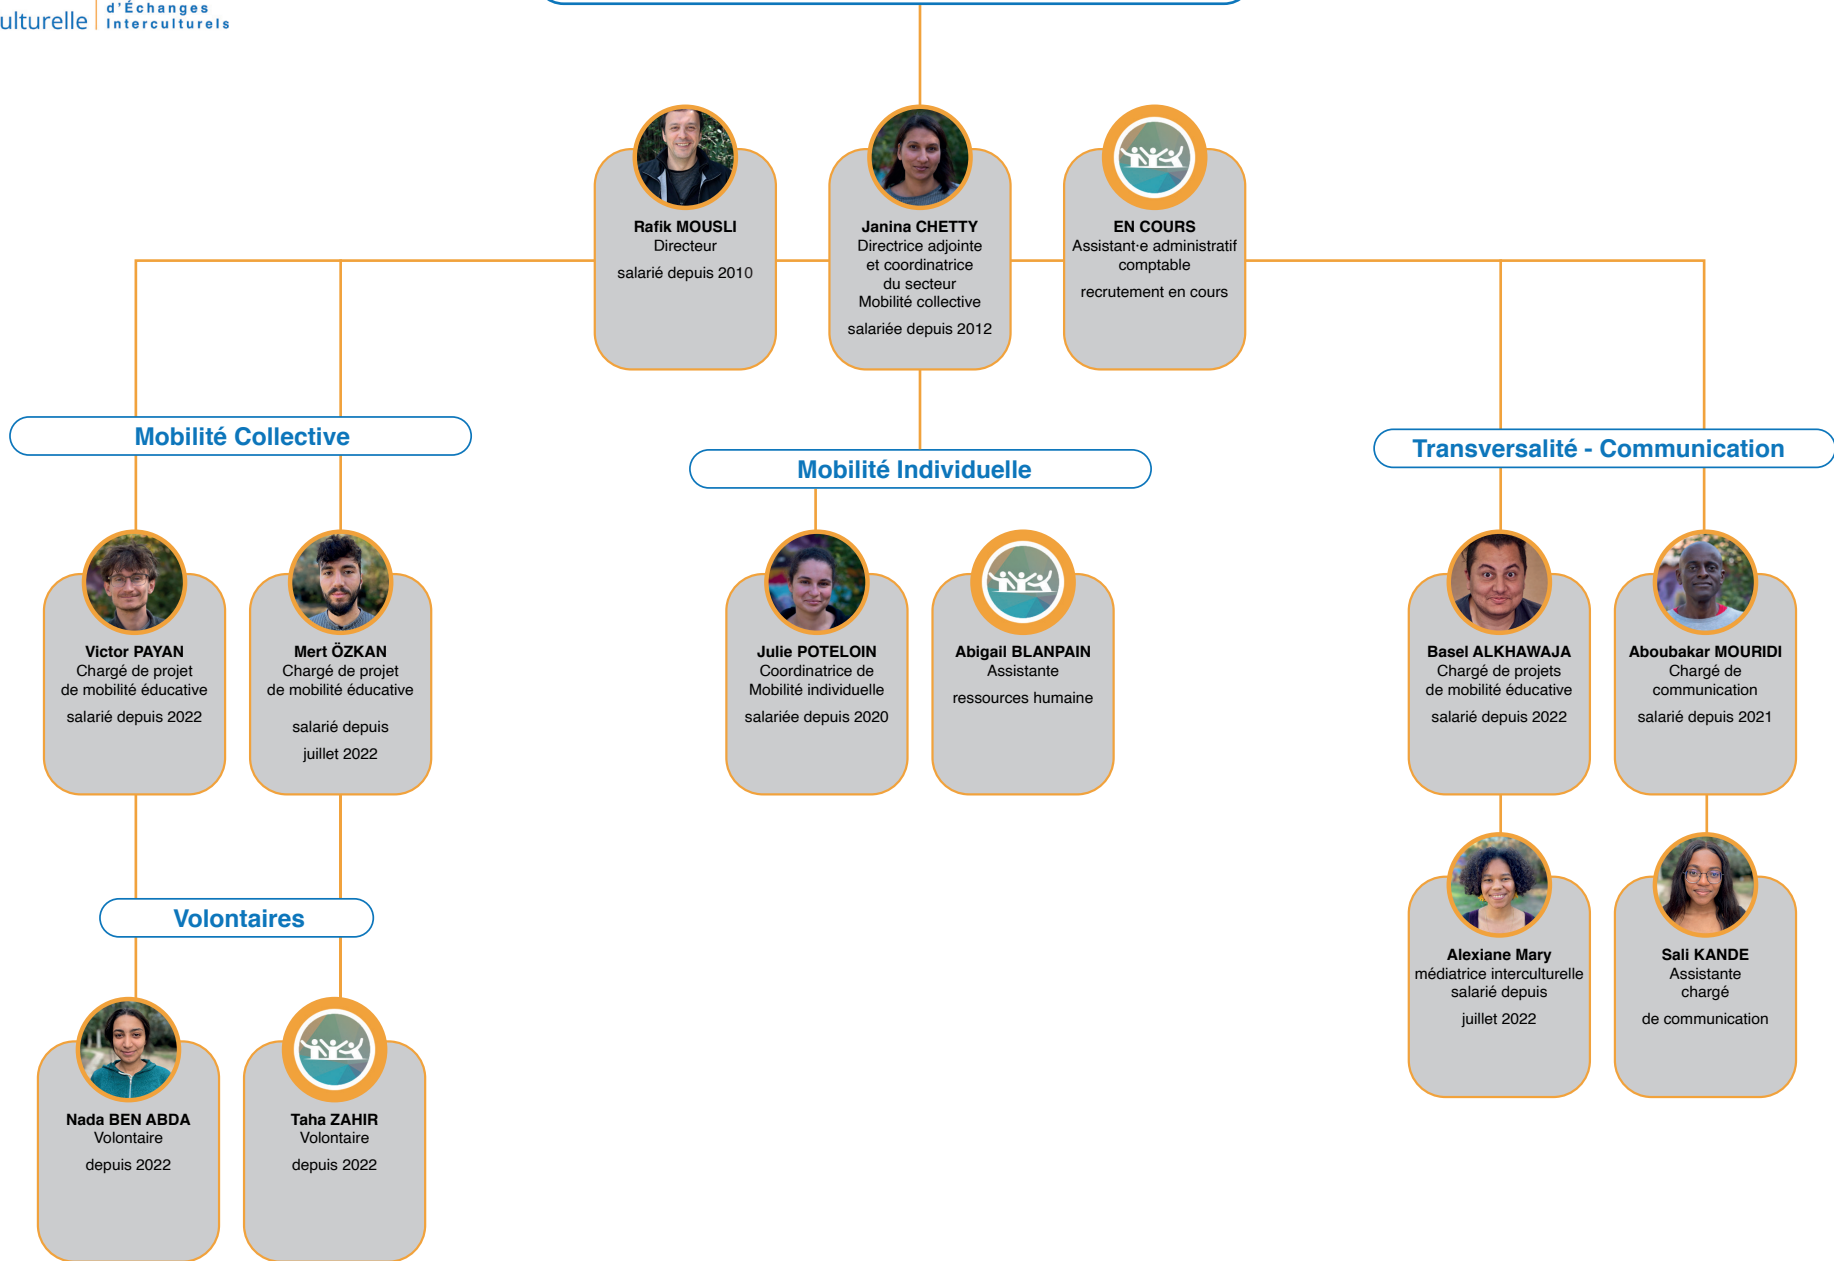 d'Échanges
ulturelle Interculturels
Rafik MOUSLI
Directeur
salarié depuis 2010
Janina CHETTY
Directrice adjointe
et coordinatrice
du secteur
Mobilité collective
salariée depuis 2012
EN COURS
Assistant·e administratif
comptable
recrutement en cours
Mobilité Collective
Mobilité Individuelle
Transversalité - Communication
Victor PAYAN
Chargé de projet
de mobilité éducative
salarié depuis 2022
Mert ÖZKAN
Chargé de projet
de mobilité éducative
salarié depuis
juillet 2022
Julie POTELOIN
Coordinatrice de
Mobilité individuelle
salariée depuis 2020
Abigail BLANPAIN
Assistante
ressources humaine
Basel ALKHAWAJA
Chargé de projets
de mobilité éducative
salarié depuis 2022
Aboubakar MOURIDI
Chargé de
communication
salarié depuis 2021
Volontaires
Alexiane Mary
médiatrice interculturelle
salarié depuis
juillet 2022
Sali KANDE
Assistante
chargé
de communication
Nada BEN ABDA
Volontaire
depuis 2022
Taha ZAHIR
Volontaire
depuis 2022